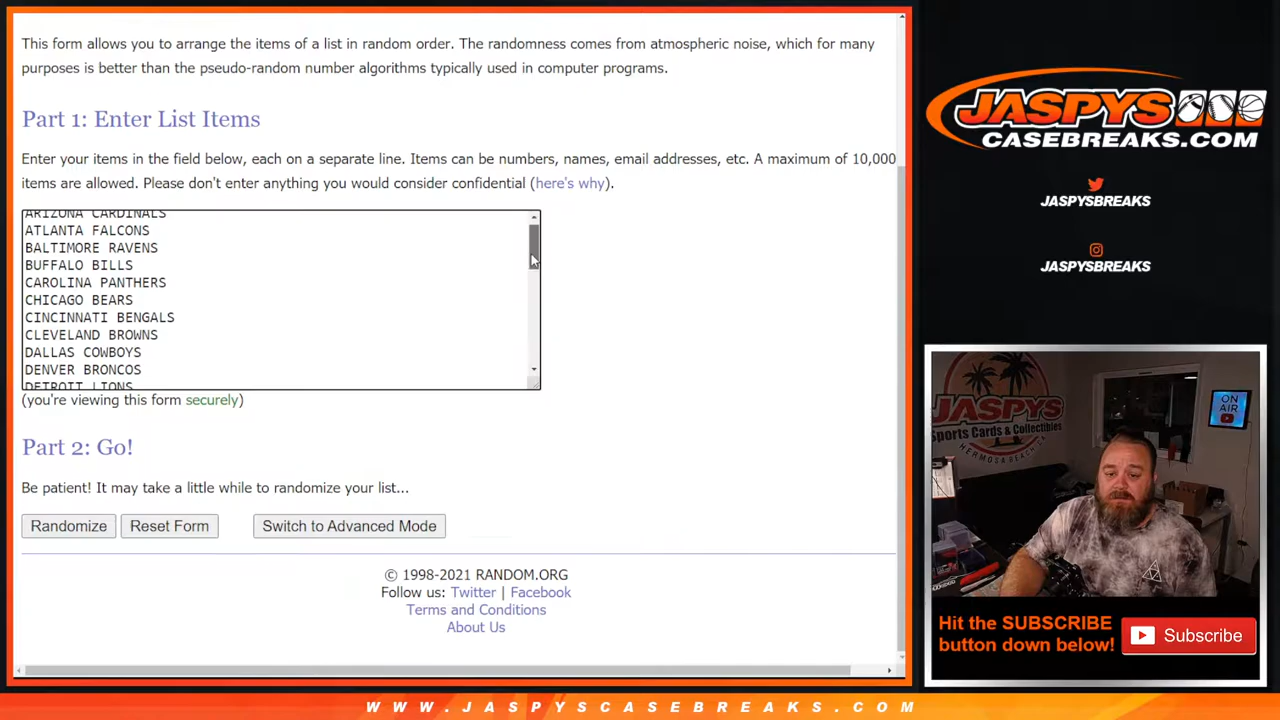 This form allows you to arrange the items of a list in random order. The randomness comes from atmospheric noise, which for many
purposes is better than the pseudo-random number algorithms typically used in computer programs.
Part 1: Enter List Items
Enter your items in the field below, each on a separate line. Items can be numbers, names, email addresses, etc. A maximum of 10,000
items are allowed. Please don't enter anything you would consider confidential (here's why).
ARIZONA CARDINALS
ATLANTA FALCONS
BALTIMORE RAVENS
BUFFALO BILLS
CAROLINA PANTHERS
CHICAGO BEARS
CINCINNATI BENGALS
CLEVELAND BROWNS
DALLAS COWBOYS
DENVER BRONCOS
DETROIT LIONS
(you're viewing this form securely)
Part 2: Go!
Be patient! It may take a little while to randomize your list...
Randomize Reset Form Switch to Advanced Mode
© 1998-2021 RANDOM.ORG
Follow us: Twitter | Facebook
Terms and Conditions
About Us
JASPYS
CASEBREAKS.COM
JASPYSBREAKS
JASPYSBREAKS
JASPYS
Sports Cards & Collectibles
HERMOSA BEACH
ON
AIR
Hit the SUBSCRIBE
button down below!
Subscribe
WWW.JASPYSCASEBREAKS.COM